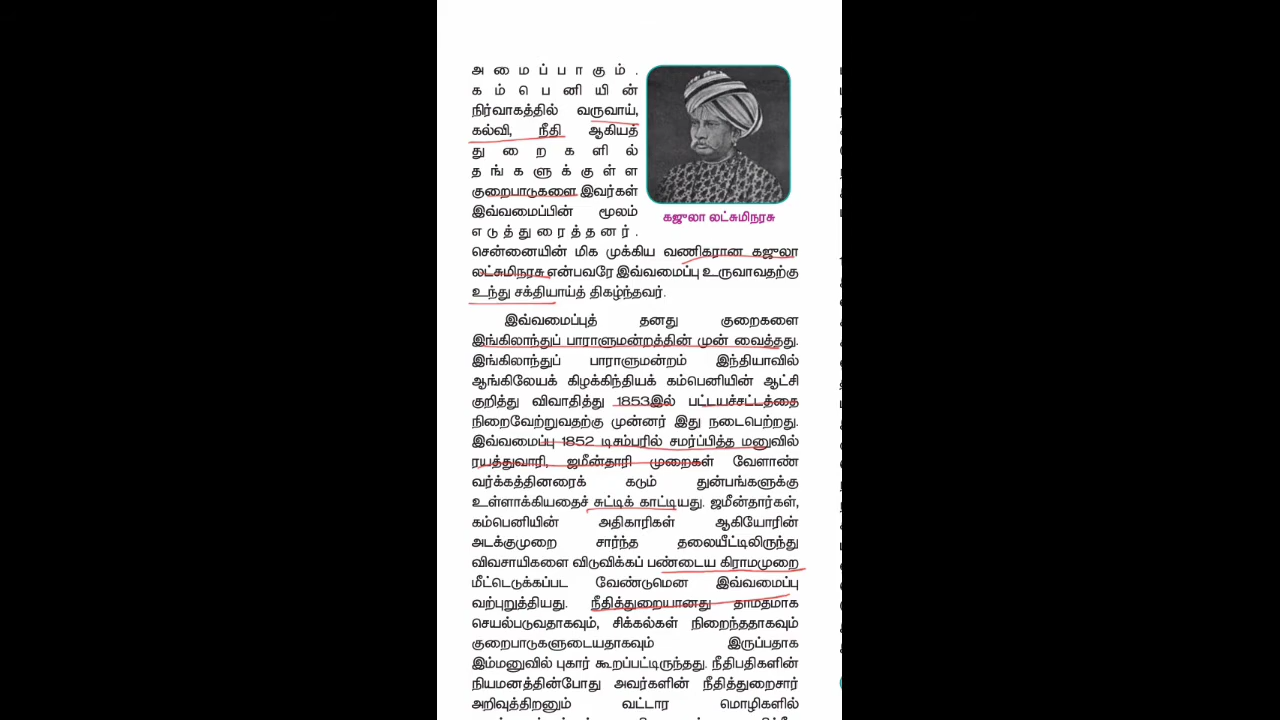 அமைப்பாகும்.
கம்பெனியின்
நிர்வாகத்தில் வருவாய்,
கல்வி, நீதி ஆகியத்
துறைகளில்
தங்களுக்குள்ள
குறைபாடுகளை இவர்கள்
இவ்வமைப்பின் மூலம்
எடுத்துரைத்தனர்.
கஜுலா லட்சுமிநரசு
சென்னையின் மிக முக்கிய வணிகரான கஜுலா
லட்சுமிநரசு என்பவரே இவ்வமைப்பு உருவாவதற்கு
உந்து சக்தியாய்த் திகழ்ந்தவர்.
இவ்வமைப்புத் தனது குறைகளை
இங்கிலாந்துப் பாராளுமன்றத்தின் முன் வைத்தது.
இங்கிலாந்துப் பாராளுமன்றம் இந்தியாவில்
ஆங்கிலேயக் கிழக்கிந்தியக் கம்பெனியின் ஆட்சி
குறித்து விவாதித்து 1853இல் பட்டயச்சட்டத்தை
நிறைவேற்றுவதற்கு முன்னர் இது நடைபெற்றது.
இவ்வமைப்பு 1852 டிசம்பரில் சமர்ப்பித்த மனுவில்
ரயத்துவாரி, ஜமீன்தாரி முறைகள் வேளாண்
வர்க்கத்தினரைக் கடும் துன்பங்களுக்கு
உள்ளாக்கியதைச் சுட்டிக் காட்டியது. ஜமீன்தார்கள்,
கம்பெனியின் அதிகாரிகள் ஆகியோரின்
அடக்குமுறை சார்ந்த தலையீட்டிலிருந்து
விவசாயிகளை விடுவிக்கப் பண்டைய கிராமமுறை
மீட்டெடுக்கப்பட வேண்டுமென இவ்வமைப்பு
வற்புறுத்தியது. நீதித்துறையானது தாமதமாக
செயல்படுவதாகவும், சிக்கல்கள் நிறைந்ததாகவும்
குறைபாடுகளுடையதாகவும் இருப்பதாக
இம்மனுவில் புகார் கூறப்பட்டிருந்தது. நீதிபதிகளின்
நியமனத்தின்போது அவர்களின் நீதித்துறைசார்
அறிவுத்திறனும் வட்டார மொழிகளில்